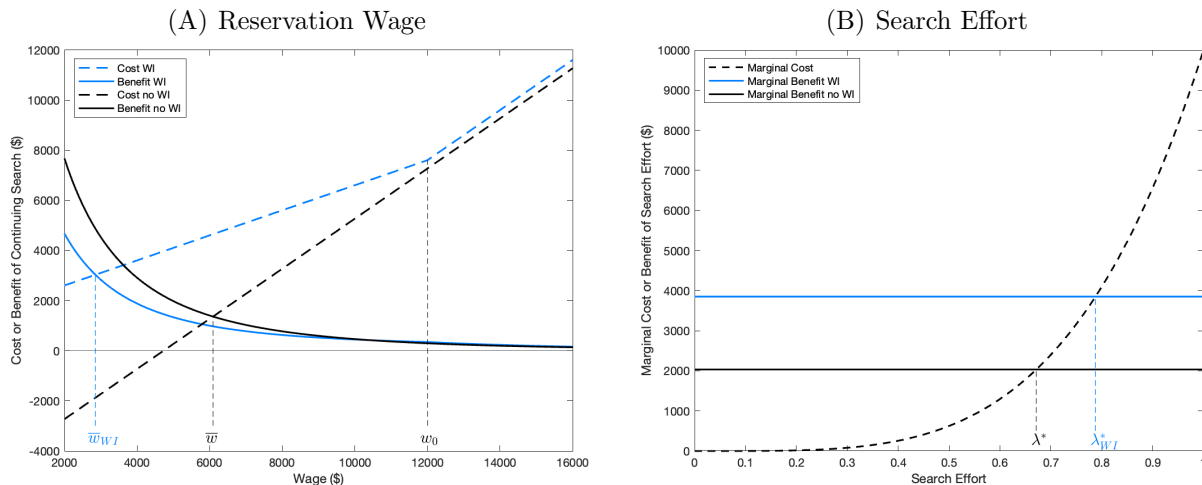 (A) Reservation Wage
Cost or Benefit of Continuing Search ($)
12000
10000
8000
6000
4000
2000
0
-2000
-4000
Cost WI
Benefit WI
Cost no WI
Benefit no WI
w̅_{WI}
w̅
w_0
2000
4000
6000
8000
10000
12000
14000
16000
Wage ($)
(B) Search Effort
Marginal Cost or Benefit of Search Effort ($)
10000
9000
8000
7000
6000
5000
4000
3000
2000
1000
0
Marginal Cost
Marginal Benefit WI
Marginal Benefit no WI
λ*
λ*_{WI}
0
0.1
0.2
0.3
0.4
0.5
0.6
0.7
0.8
0.9
Search Effort